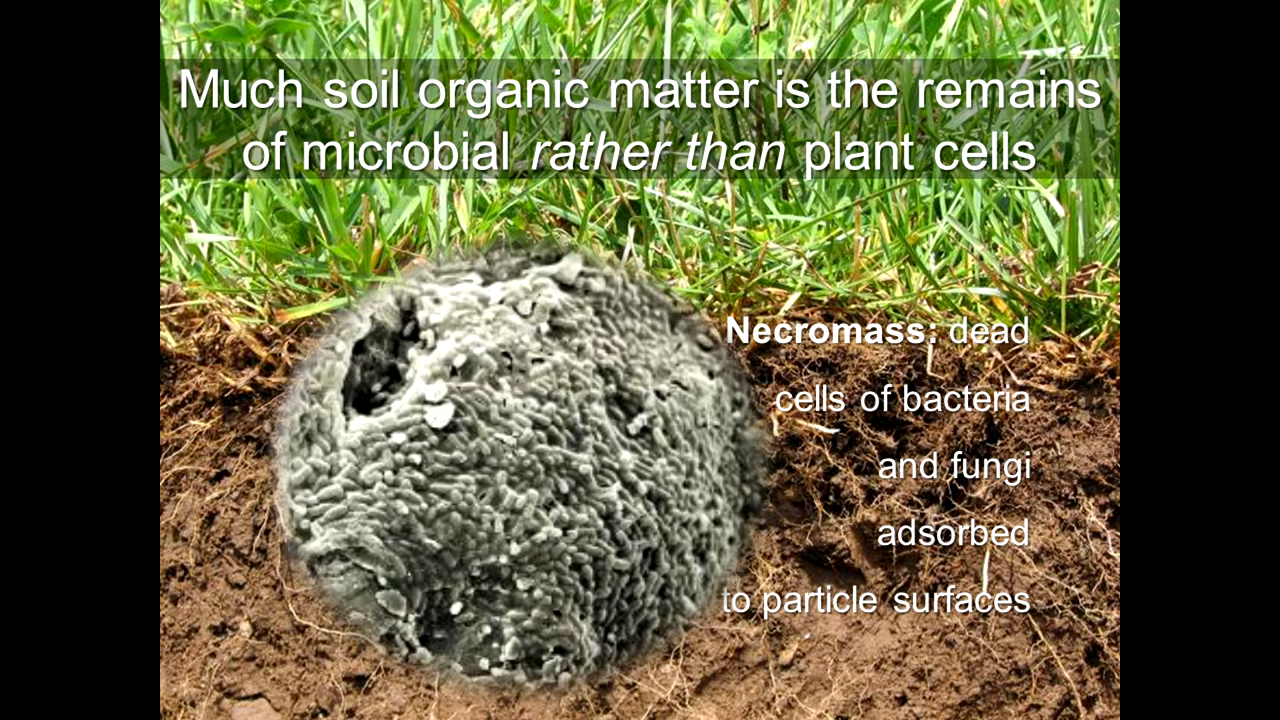 Much soil organic matter is the remains
of microbial rather than plant cells
Necromass: dead
cells of bacteria
and fungi
adsorbed
to particle surfaces